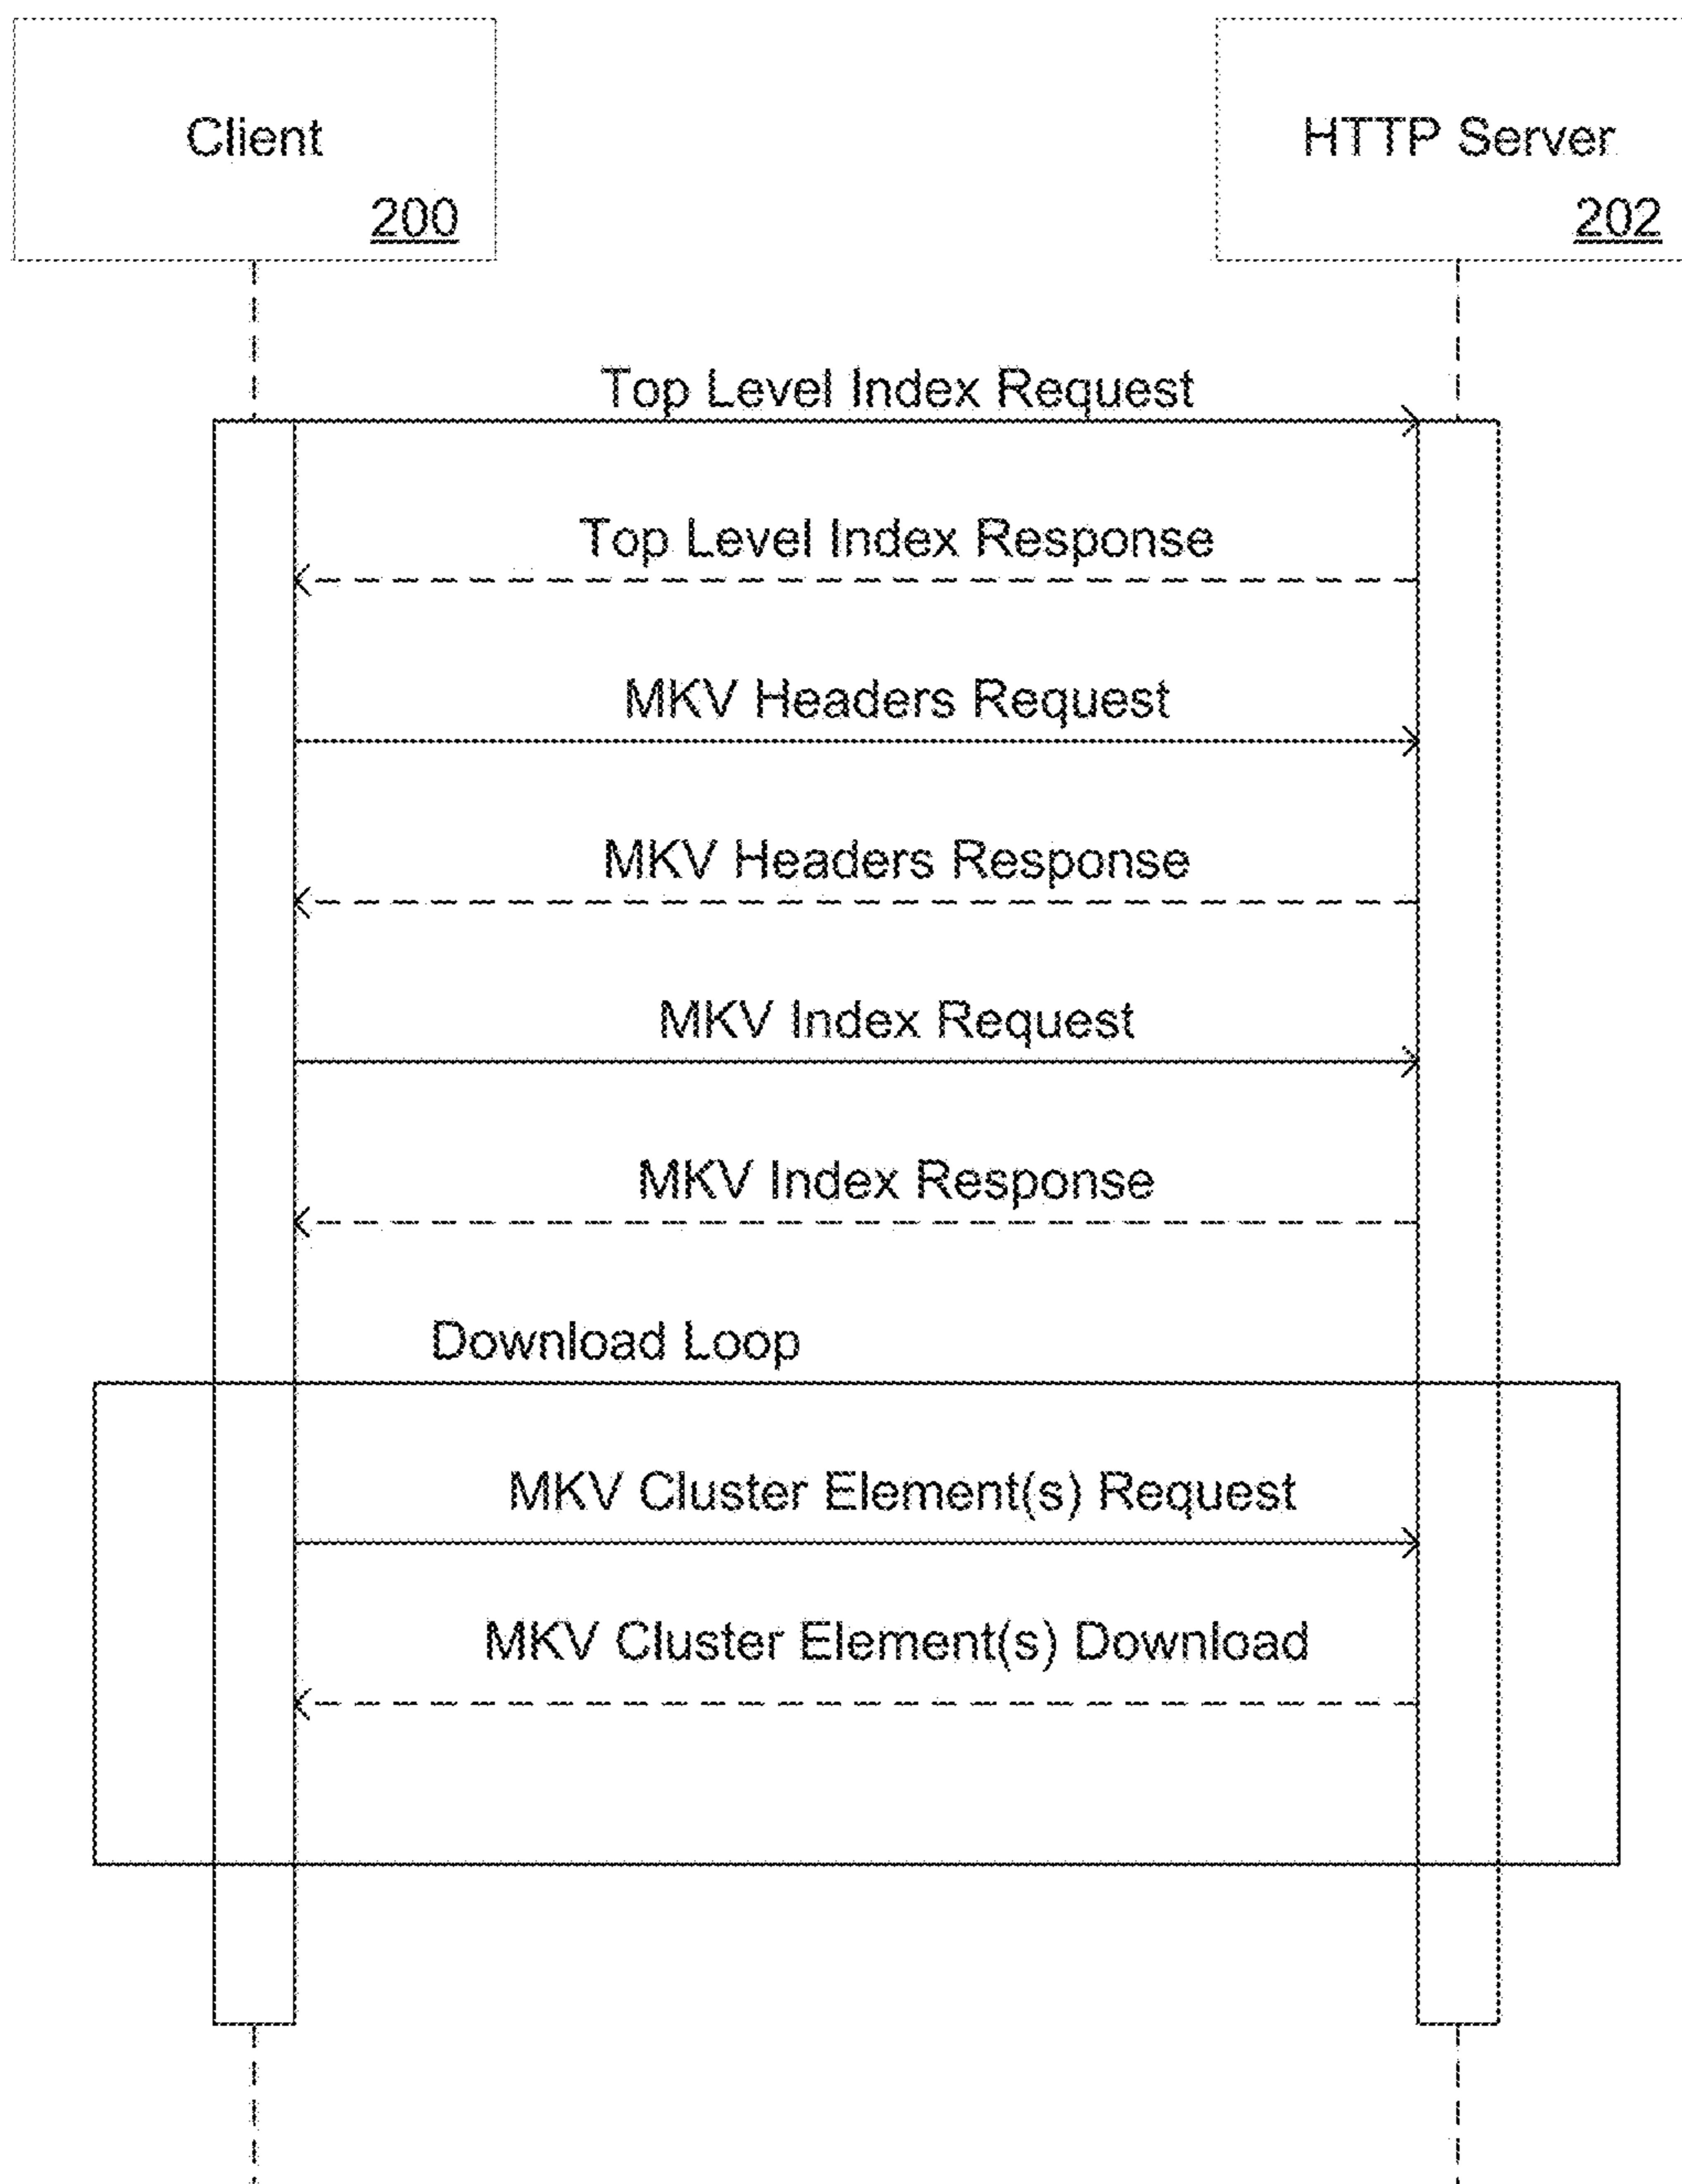 Client
200
HTTP Server
202
Top Level Index Request
Top Level Index Response
MKV Headers Request
MKV Headers Response
MKV Index Request
MKV Index Response
Download Loop
MKV Cluster Element(s) Request
MKV Cluster Element(s) Download